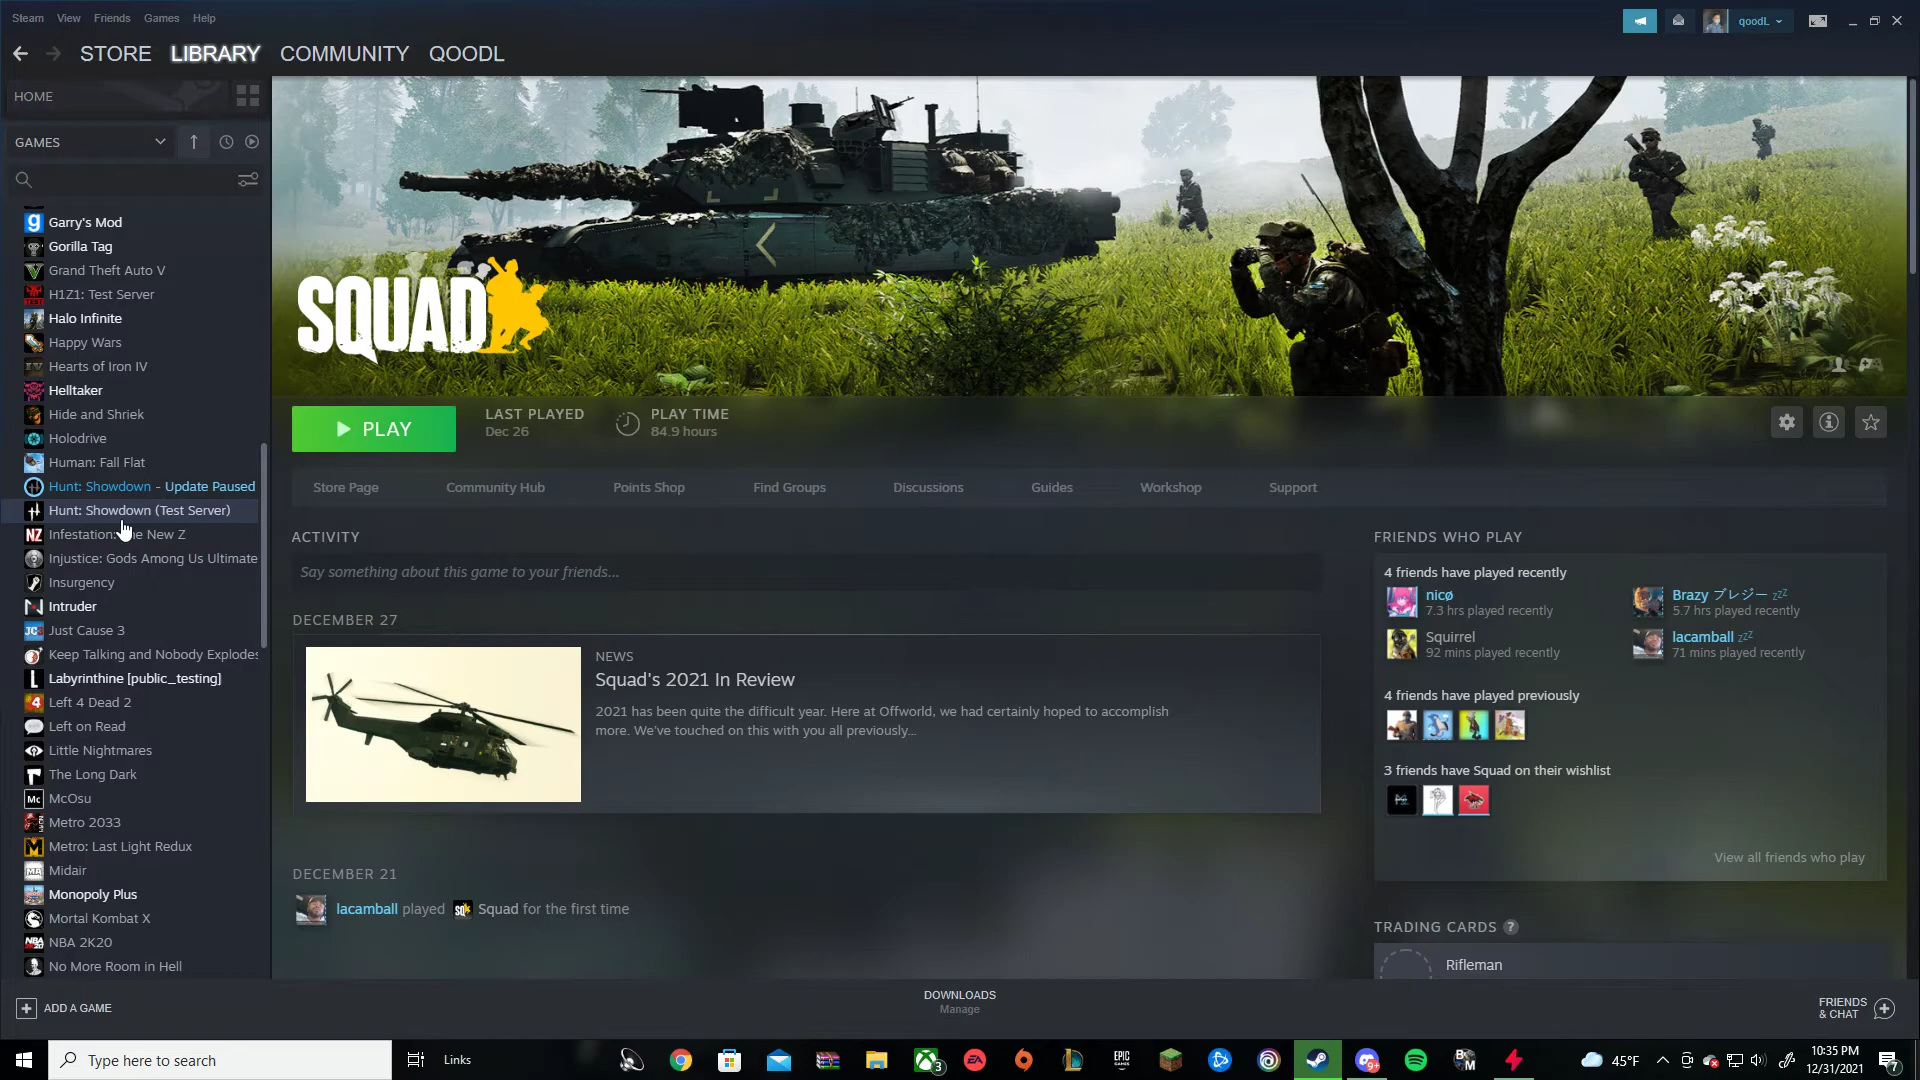 Steam View Friends Games Help
qoodL
STORE LIBRARY COMMUNITY QOODL
HOME
GAMES
Garry's Mod
Gorilla Tag
Grand Theft Auto V
H1Z1: Test Server
Halo Infinite
Happy Wars
Hearts of Iron IV
Helltaker
Hide and Shriek
Holodrive
Human: Fall Flat
Hunt: Showdown - Update Paused
Hunt: Showdown (Test Server)
Infestation: The New Z
Injustice: Gods Among Us Ultimate
Insurgency
Intruder
Just Cause 3
Keep Talking and Nobody Explodes
Labyrinthine [public_testing]
Left 4 Dead 2
Left on Read
Little Nightmares
The Long Dark
McOsu
Metro 2033
Metro: Last Light Redux
Midair
Monopoly Plus
Mortal Kombat X
NBA 2K20
No More Room in Hell
ADD A GAME
SQUAD
PLAY
LAST PLAYED
Dec 26
PLAY TIME
84.9 hours
Store Page Community Hub Points Shop Find Groups Discussions Guides Workshop Support
ACTIVITY
Say something about this game to your friends...
DECEMBER 27
NEWS
Squad's 2021 In Review
2021 has been quite the difficult year. Here at Offworld, we had certainly hoped to accomplish
more. We've touched on this with you all previously...
DECEMBER 21
lacamball played Squad for the first time
FRIENDS WHO PLAY
4 friends have played recently
nicø
7.3 hrs played recently
Brazy ブレジー zzZ
5.7 hrs played recently
Squirrel
92 mins played recently
lacamball zzZ
71 mins played recently
4 friends have played previously
3 friends have Squad on their wishlist
View all friends who play
TRADING CARDS ?
Rifleman
DOWNLOADS
Manage
FRIENDS
& CHAT
Type here to search
Links
3
EA
EPIC
GAMES
9+
45°F
10:35 PM
12/31/2021
7